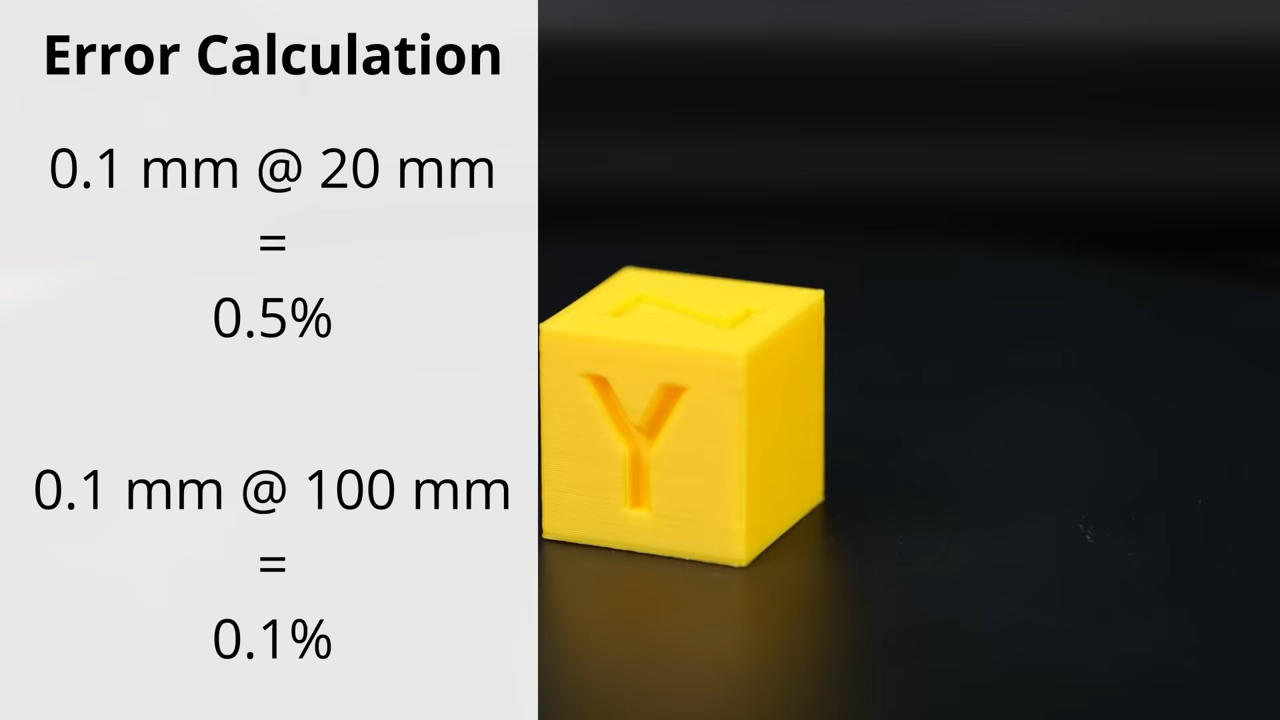 Error Calculation
0.1 mm @ 20 mm
=
0.5%
0.1 mm @ 100 mm
=
0.1%
Z
Y